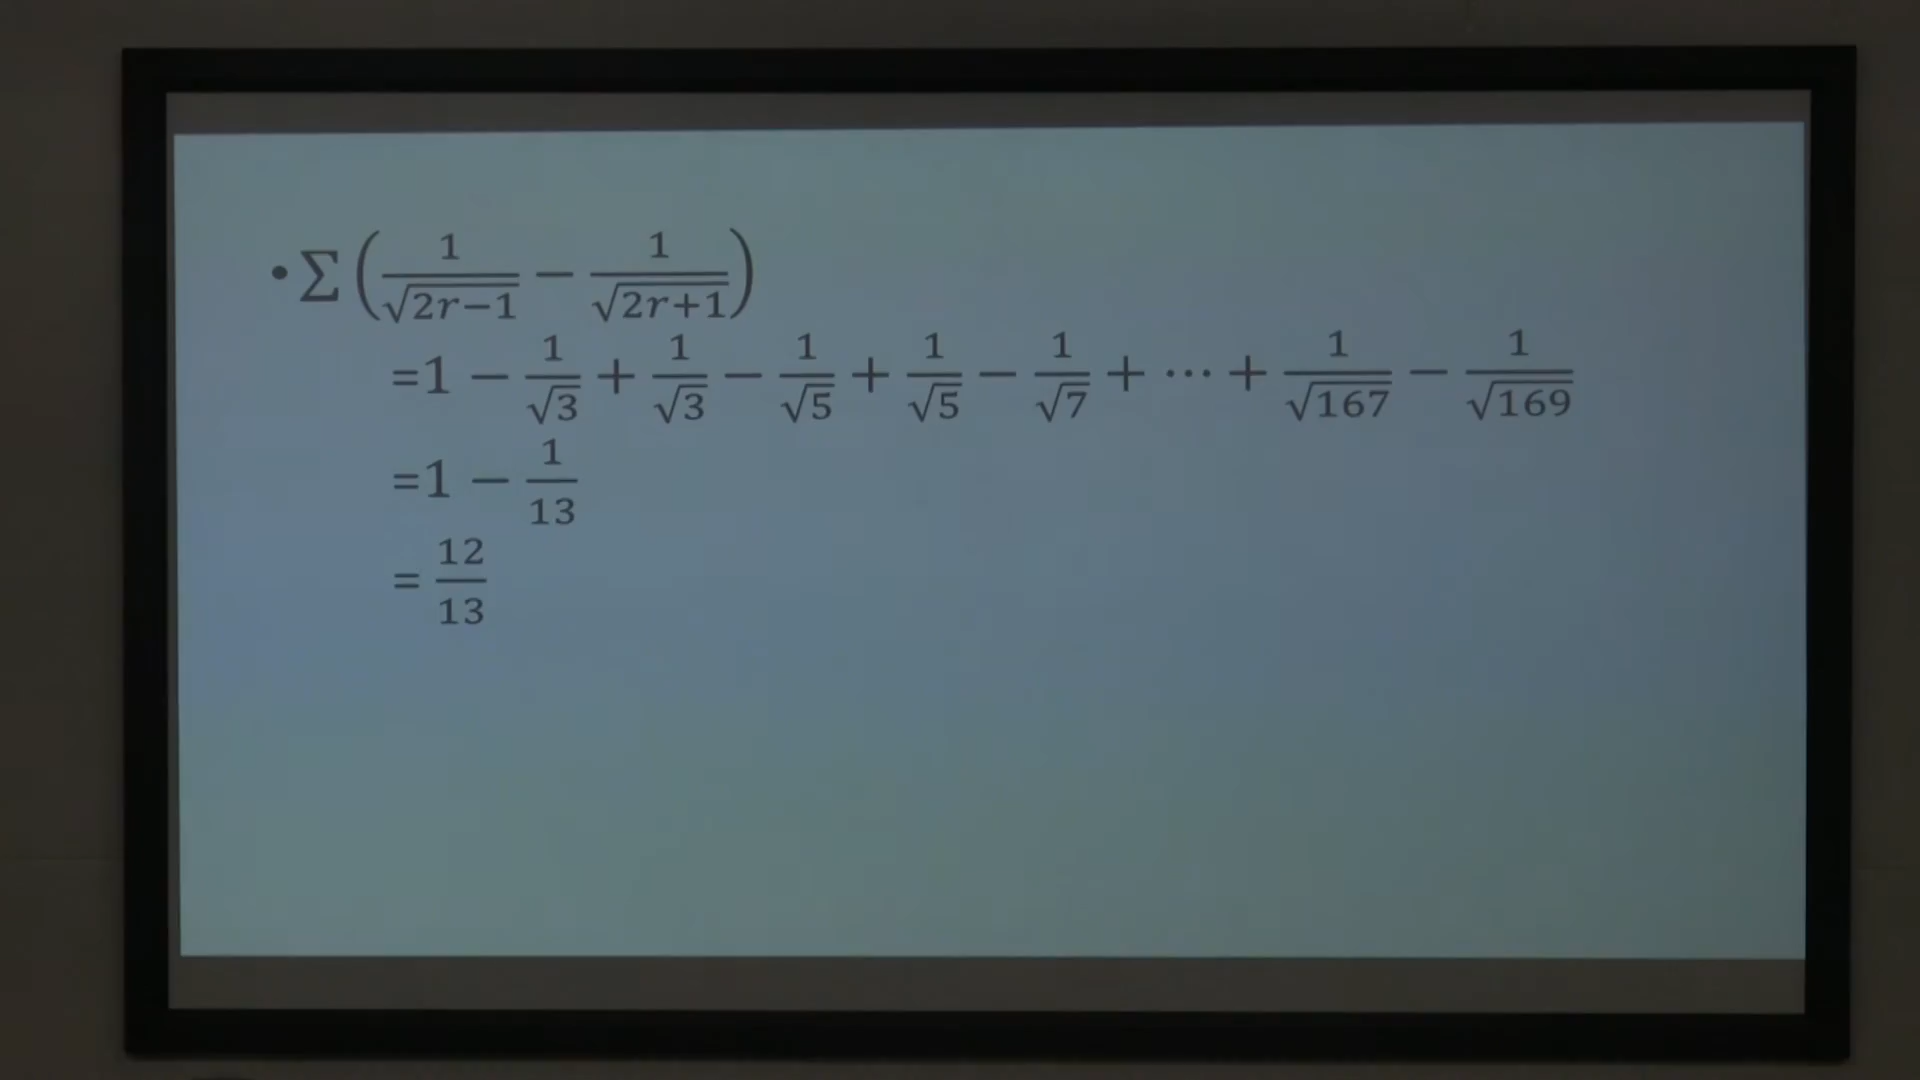 • ∑ (1/√(2r−1) − 1/√(2r+1))
=1 − 1/√3 + 1/√3 − 1/√5 + 1/√5 − 1/√7 + ⋯ + 1/√167 − 1/√169
=1 − 1/13
= 12/13